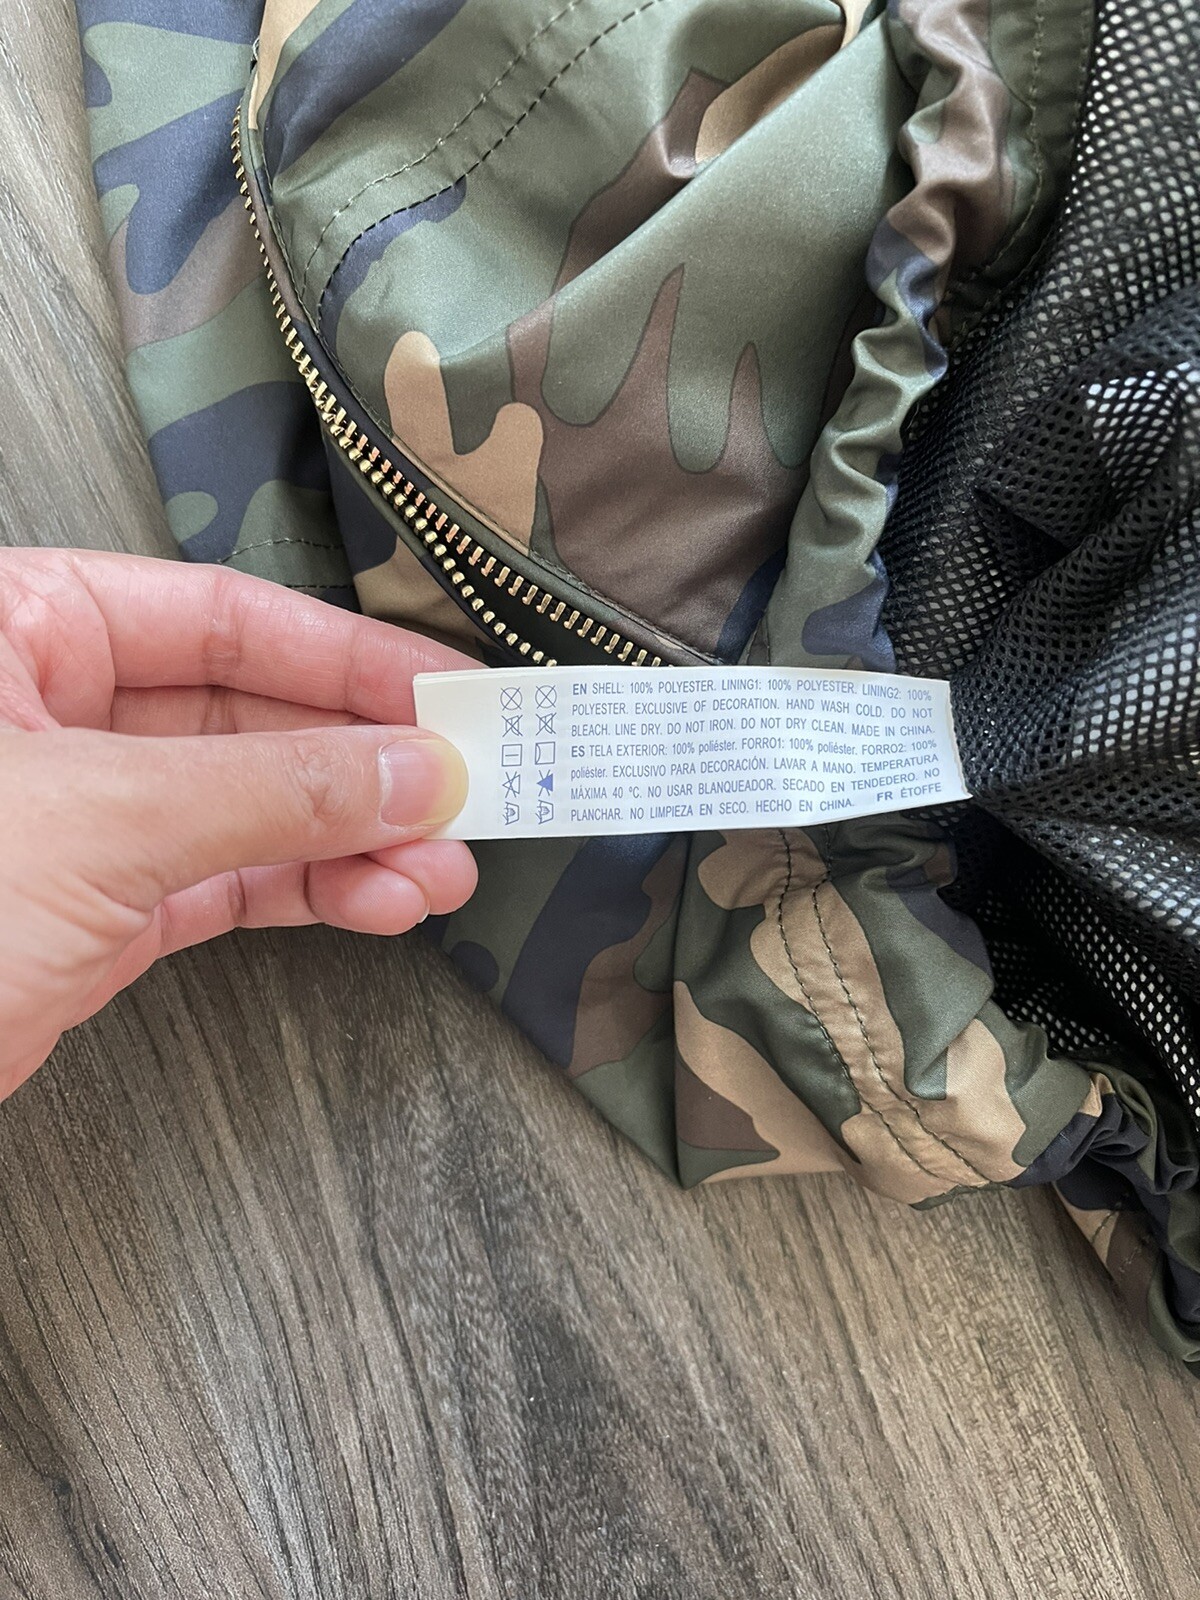 EN SHELL: 100% POLYESTER. LINING1: 100% POLYESTER. LINING2: 100%
POLYESTER. EXCLUSIVE OF DECORATION. HAND WASH COLD. DO NOT
BLEACH. LINE DRY. DO NOT IRON. DO NOT DRY CLEAN. MADE IN CHINA.
ES TELA EXTERIOR: 100% poliéster. FORRO1: 100% poliéster. FORRO2: 100%
poliéster. EXCLUSIVO PARA DECORACIÓN. LAVAR A MANO. TEMPERATURA
MÁXIMA 40 ºC. NO USAR BLANQUEADOR. SECADO EN TENDEDERO. NO
PLANCHAR. NO LIMPIEZA EN SECO. HECHO EN CHINA. FR ÉTOFFE